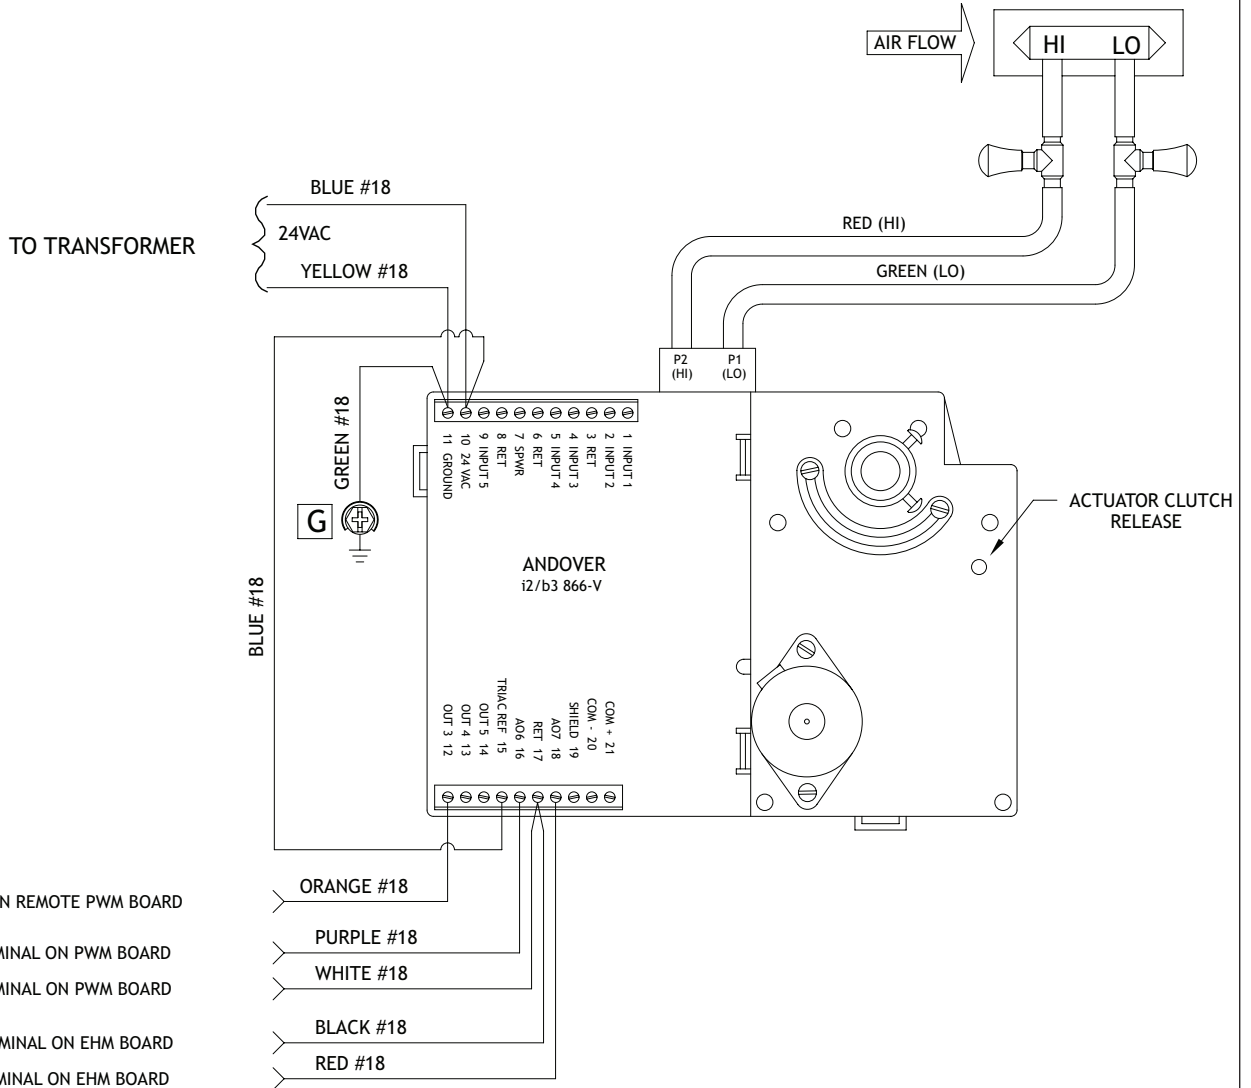 AIR FLOW
HI LO
BLUE #18
TO TRANSFORMER
24VAC
YELLOW #18
RED (HI)
GREEN (LO)
P2
(HI)
P1
(LO)
GREEN #18
G
11 GROUND
10 24 VAC
9 INPUT 5
8 RET
7 SPWR
6 RET
5 INPUT 4
4 INPUT 3
3 RET
2 INPUT 2
1 INPUT 1
ACTUATOR CLUTCH
RELEASE
ANDOVER
i2/b3 866-V
BLUE #18
OUT 3 12
OUT 4 13
OUT 5 14
TRIAC REF 15
AO6 16
RET 17
AO7 18
SHIELD 19
COM - 20
COM + 21
ORANGE #18
REMOTE PWM BOARD
PURPLE #18
ON PWM BOARD
WHITE #18
ON PWM BOARD
BLACK #18
ON EHM BOARD
RED #18
ON EHM BOARD